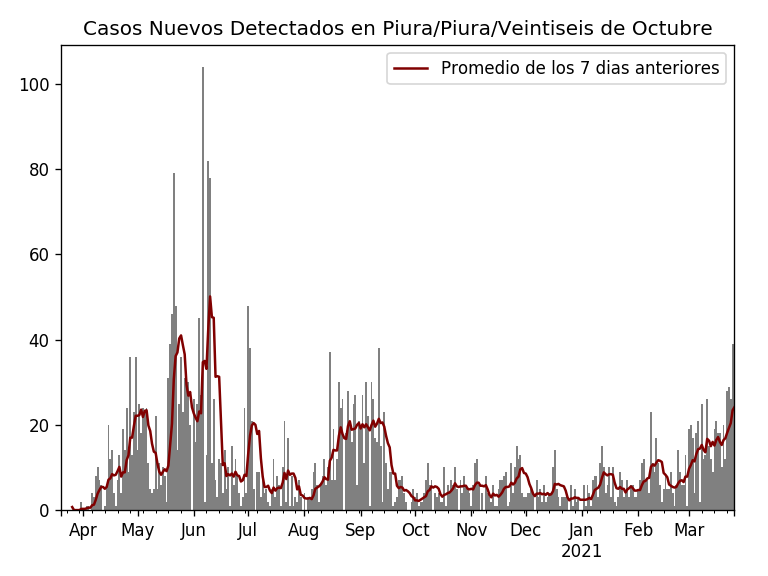 Casos Nuevos Detectados en Piura/Piura/Veintiseis de Octubre
Promedio de los 7 dias anteriores
100
80
60
40
20
0
Apr May Jun Jul Aug Sep Oct Nov Dec Jan Feb Mar
2021